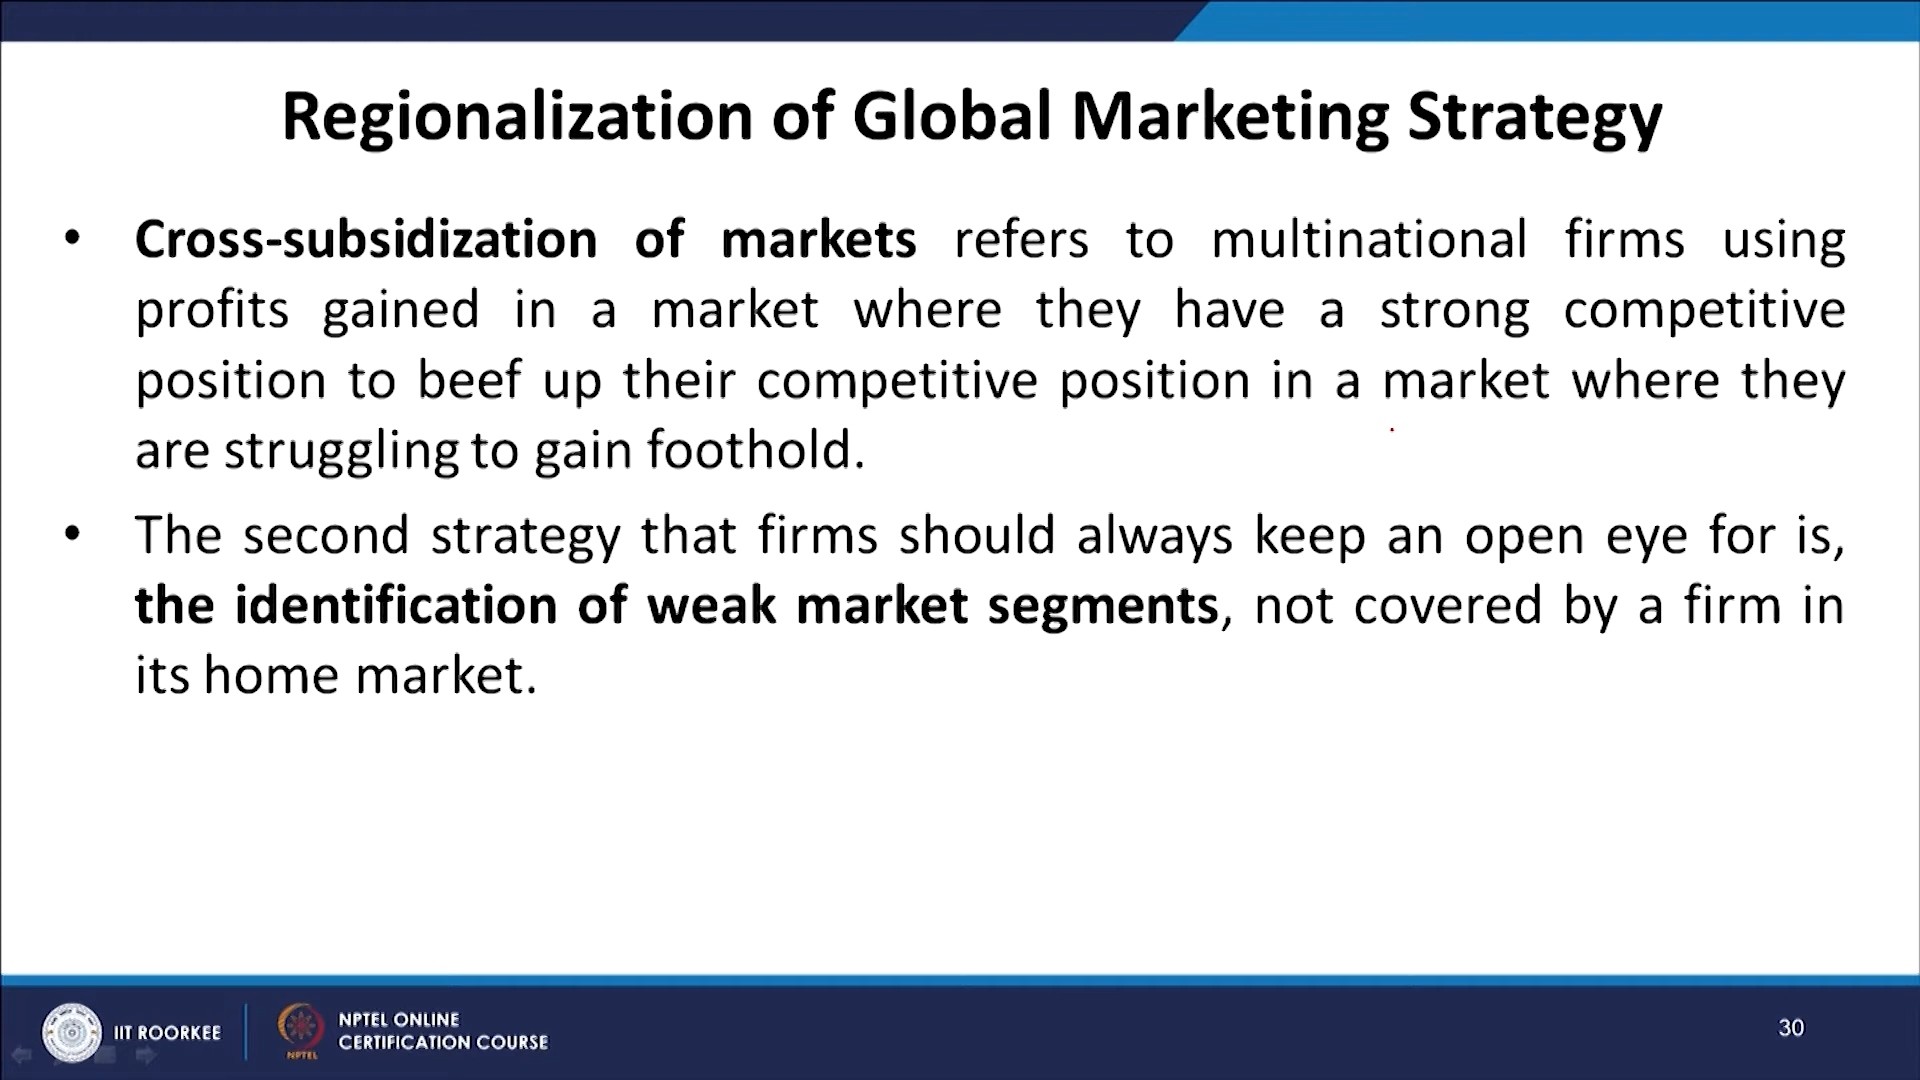 Regionalization of Global Marketing Strategy
• Cross-subsidization of markets refers to multinational firms using
profits gained in a market where they have a strong competitive
position to beef up their competitive position in a market where they
are struggling to gain foothold.
• The second strategy that firms should always keep an open eye for is,
the identification of weak market segments, not covered by a firm in
its home market.
IIT ROORKEE
NPTEL
NPTEL ONLINE
CERTIFICATION COURSE
30